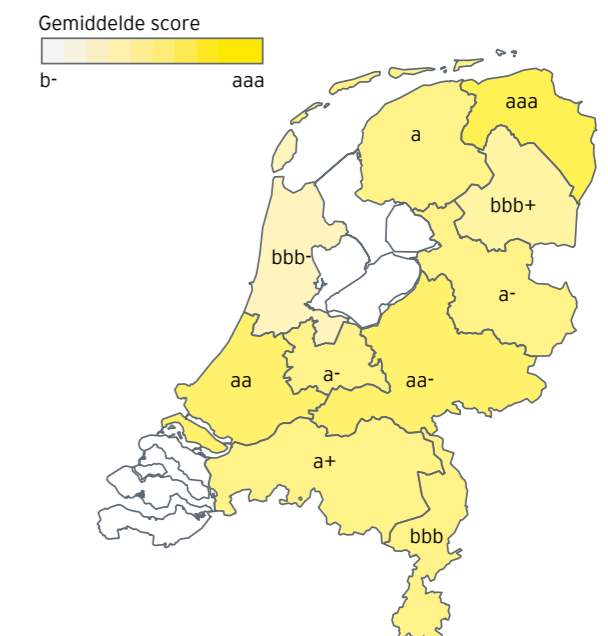 Gemiddelde score
b- aaa
aaa
a
bbb+
bbb-
a-
aa
a-
aa-
a+
bbb